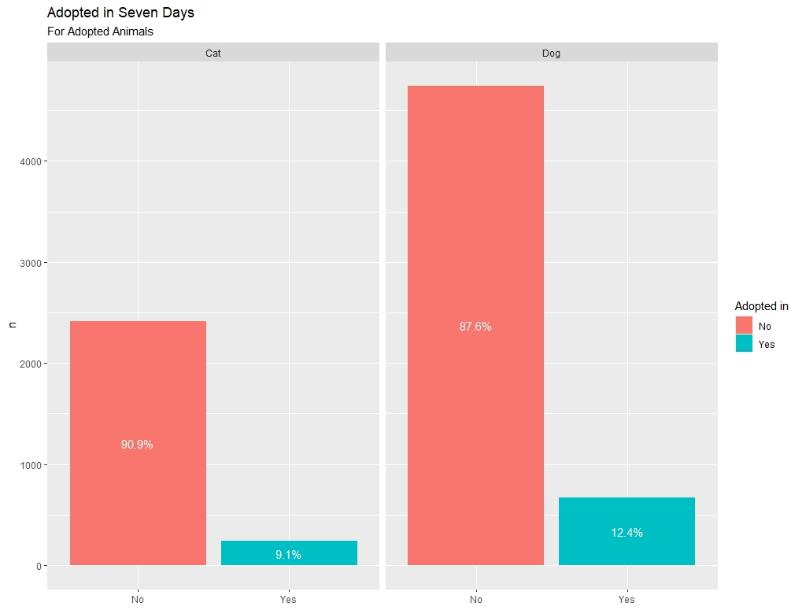 Adopted in Seven Days
For Adopted Animals
Cat
Dog
4000
3000
2000
1000
0
n
90.9%
9.1%
87.6%
12.4%
No
Yes
No
Yes
Adopted in
No
Yes